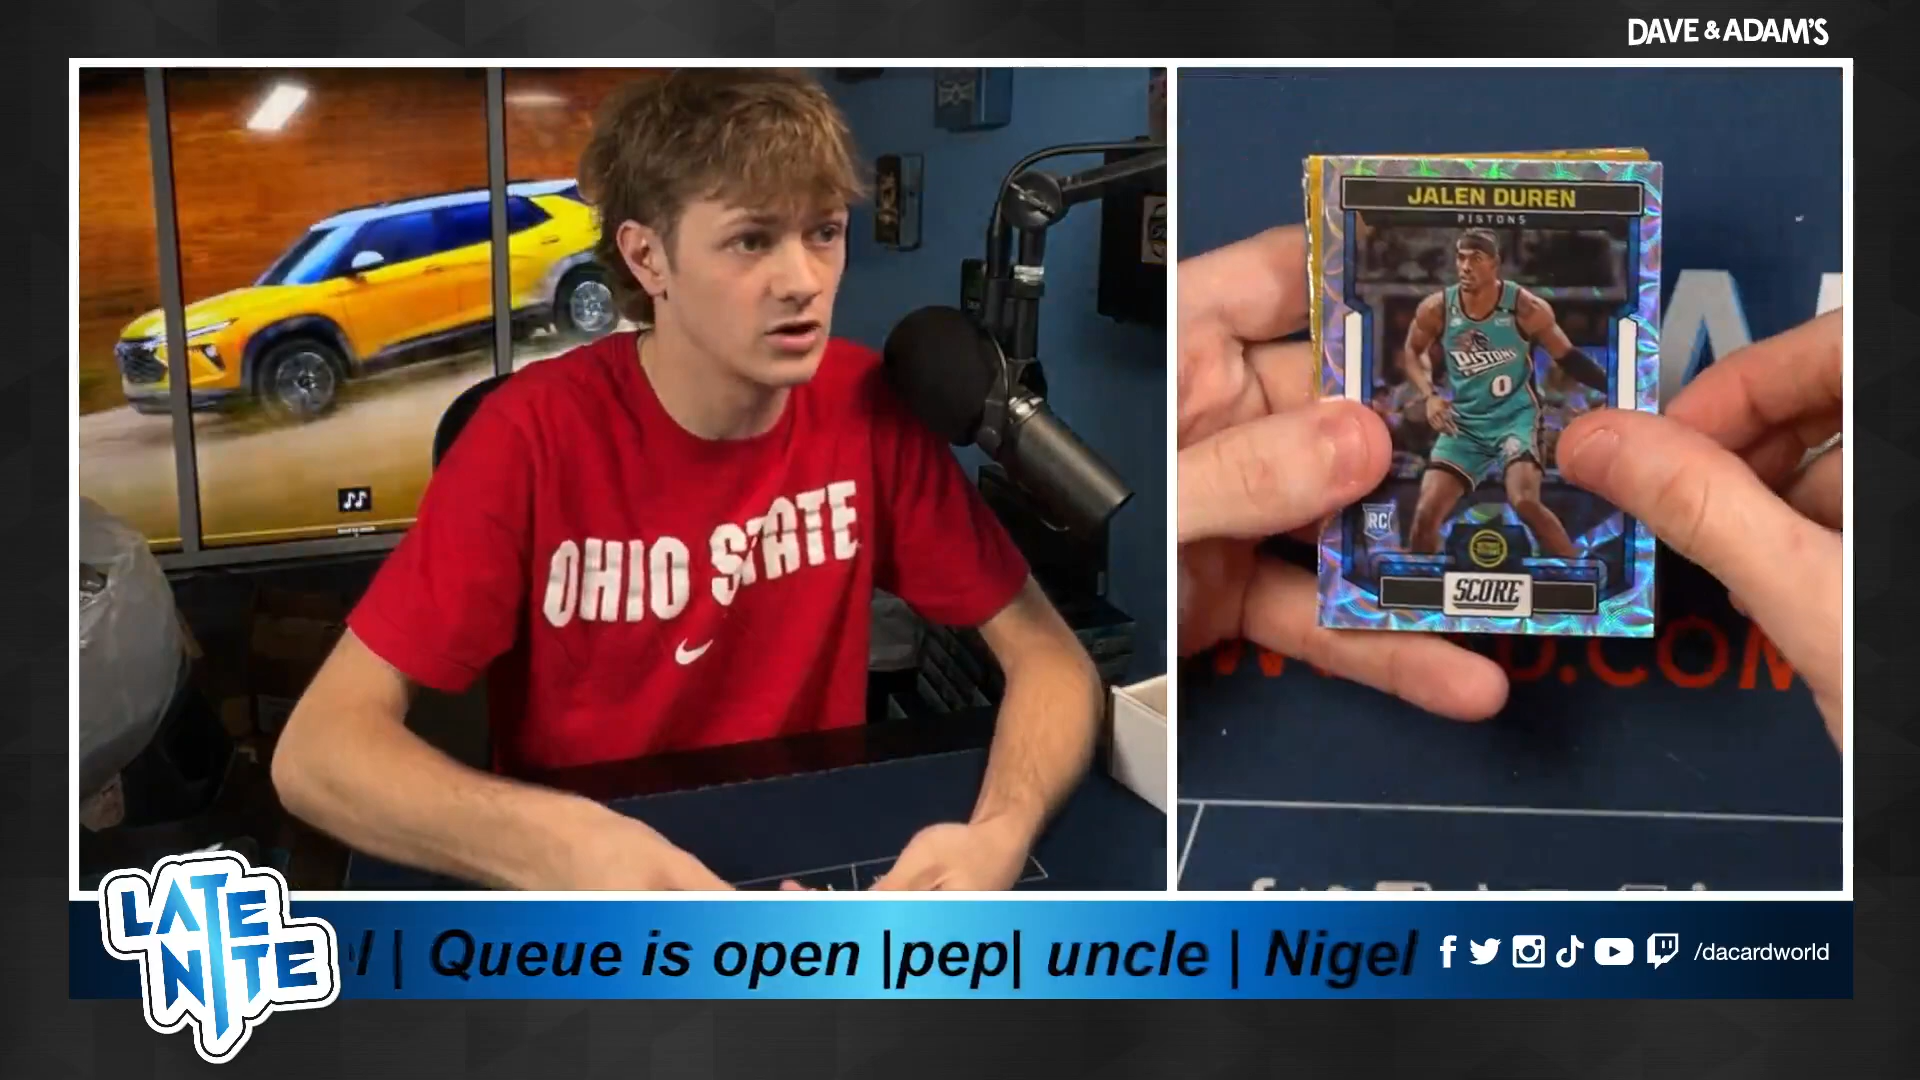 DAVE & ADAM'S
OHIO STATE
JALEN DUREN
PISTONS
PISTONS
0
RC
SCORE
D.COM
LATE
NITE
| Queue is open |pep| uncle | Nigel
/dacardworld